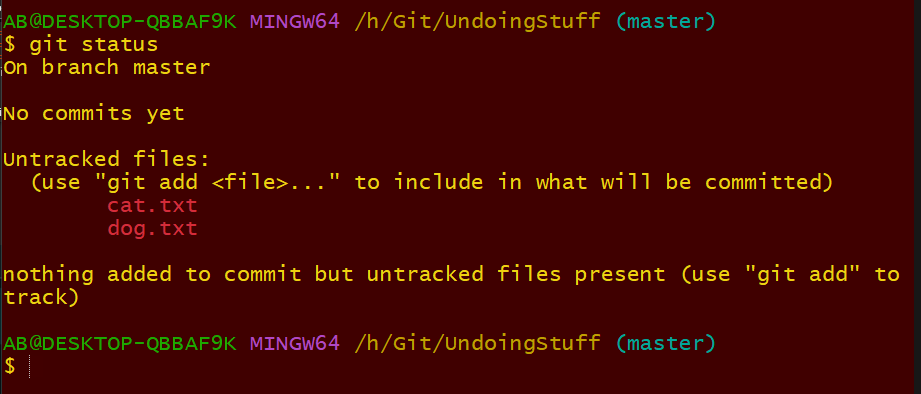 AB@DESKTOP-QBBAF9K MINGW64 /h/Git/UndoingStuff (master)
$ git status
On branch master
No commits yet
Untracked files:
  (use "git add <file>..." to include in what will be committed)
        cat.txt
        dog.txt
nothing added to commit but untracked files present (use "git add" to
track)
AB@DESKTOP-QBBAF9K MINGW64 /h/Git/UndoingStuff (master)
$